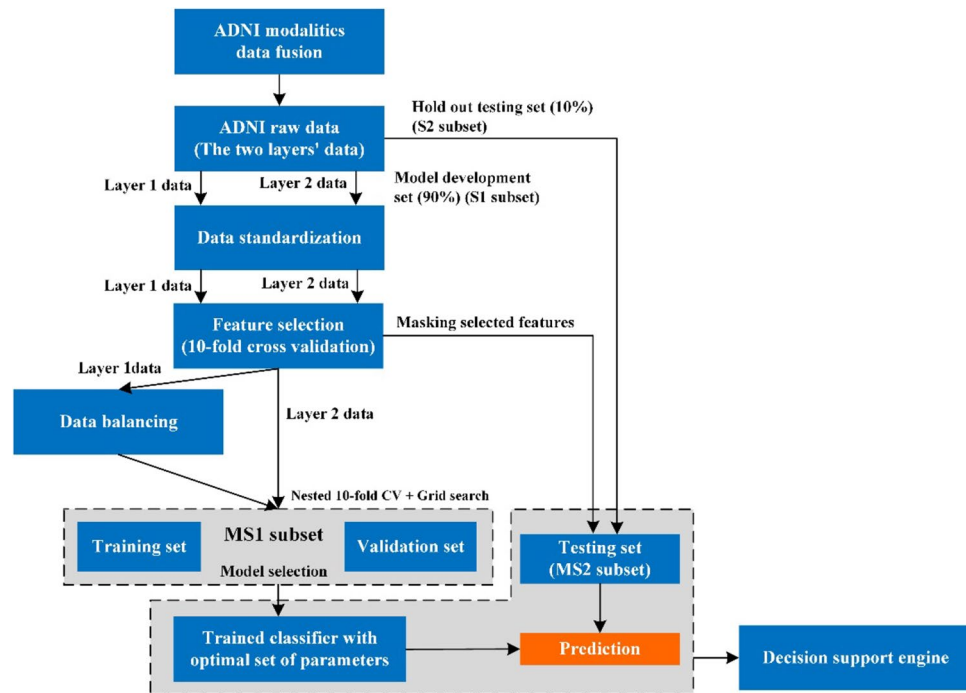 ADNI modalitics
data fusion
Hold out testing set (10%)
(S2 subset)
ADNI raw data
(The two layers' data)
Layer 1 data
Layer 2 data
Model development
set (90%) (S1 subset)
Data standardization
Layer 1 data
Layer 2 data
Feature selection
(10-fold cross validation)
Masking selected features
Layer 1data
Data balancing
Layer 2 data
Nested 10-fold CV + Grid search
Training set
MS1 subset
Validation set
Model selection
Testing set
(MS2 subset)
Trained classifier with
optimal set of parameters
Prediction
Decision support engine